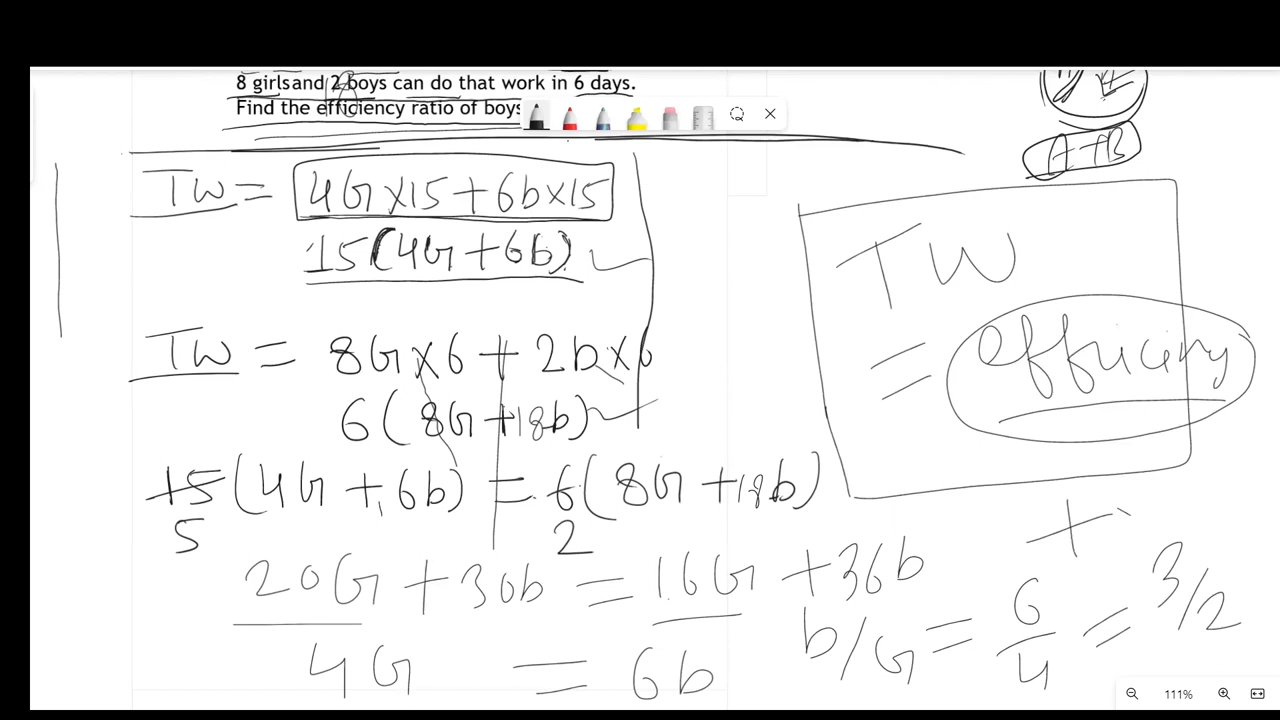 8 girls and 2 boys can do that work in 6 days.
18
Find the efficiency ratio of boys
A + B
TW = 4G×15 + 6b×15
15(4G + 6b)
TW = 8G×6 + 2b×6
6(8G + 18b)
TW
= efficiency
15(4G + 6b) = 6(8G + 18b)
5 2
20G + 30b = 16G + 36b
4G = 6b
b/G = 6/4 = 3/2
+
111%